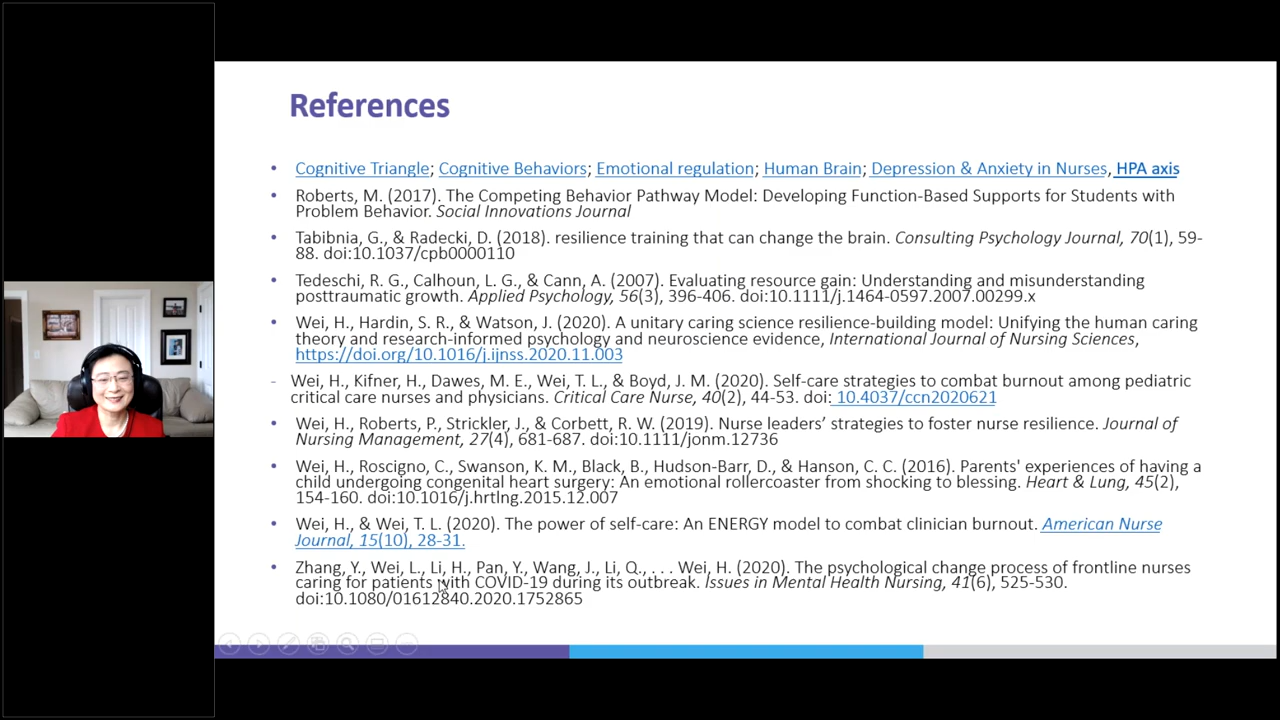 References
• Cognitive Triangle; Cognitive Behaviors; Emotional regulation; Human Brain; Depression & Anxiety in Nurses, HPA axis
• Roberts, M. (2017). The Competing Behavior Pathway Model: Developing Function-Based Supports for Students with
Problem Behavior. Social Innovations Journal
• Tabibnia, G., & Radecki, D. (2018). resilience training that can change the brain. Consulting Psychology Journal, 70(1), 59-
88. doi:10.1037/cpb0000110
• Tedeschi, R. G., Calhoun, L. G., & Cann, A. (2007). Evaluating resource gain: Understanding and misunderstanding
posttraumatic growth. Applied Psychology, 56(3), 396-406. doi:10.1111/j.1464-0597.2007.00299.x
• Wei, H., Hardin, S. R., & Watson, J. (2020). A unitary caring science resilience-building model: Unifying the human caring
theory and research-informed psychology and neuroscience evidence, International Journal of Nursing Sciences,
https://doi.org/10.1016/j.ijnss.2020.11.003
- Wei, H., Kifner, H., Dawes, M. E., Wei, T. L., & Boyd, J. M. (2020). Self-care strategies to combat burnout among pediatric
critical care nurses and physicians. Critical Care Nurse, 40(2), 44-53. doi: 10.4037/ccn2020621
• Wei, H., Roberts, P., Strickler, J., & Corbett, R. W. (2019). Nurse leaders’ strategies to foster nurse resilience. Journal of
Nursing Management, 27(4), 681-687. doi:10.1111/jonm.12736
• Wei, H., Roscigno, C., Swanson, K. M., Black, B., Hudson-Barr, D., & Hanson, C. C. (2016). Parents' experiences of having a
child undergoing congenital heart surgery: An emotional rollercoaster from shocking to blessing. Heart & Lung, 45(2),
154-160. doi:10.1016/j.hrtlng.2015.12.007
• Wei, H., & Wei, T. L. (2020). The power of self-care: An ENERGY model to combat clinician burnout. American Nurse
Journal, 15(10), 28-31.
• Zhang, Y., Wei, L., Li, H., Pan, Y., Wang, J., Li, Q., . . . Wei, H. (2020). The psychological change process of frontline nurses
caring for patients with COVID-19 during its outbreak. Issues in Mental Health Nursing, 41(6), 525-530.
doi:10.1080/01612840.2020.1752865